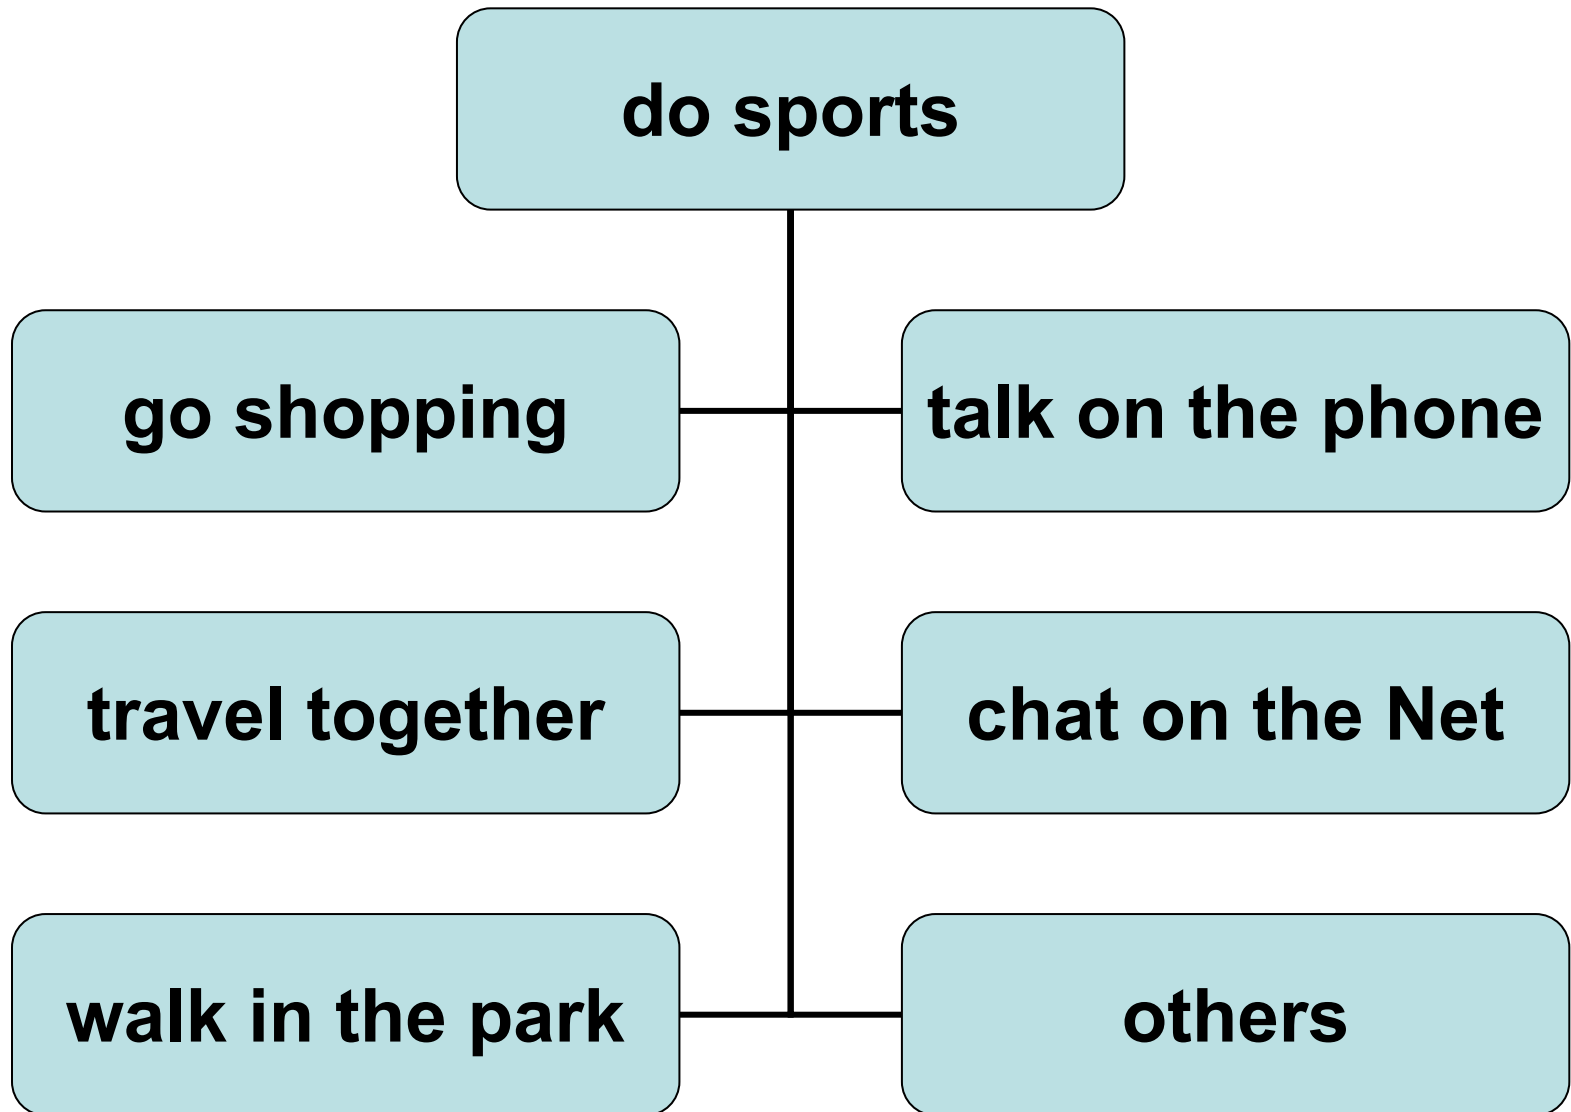 do sports
go shopping
talk on the phone
travel together
chat on the Net
walk in the park
others